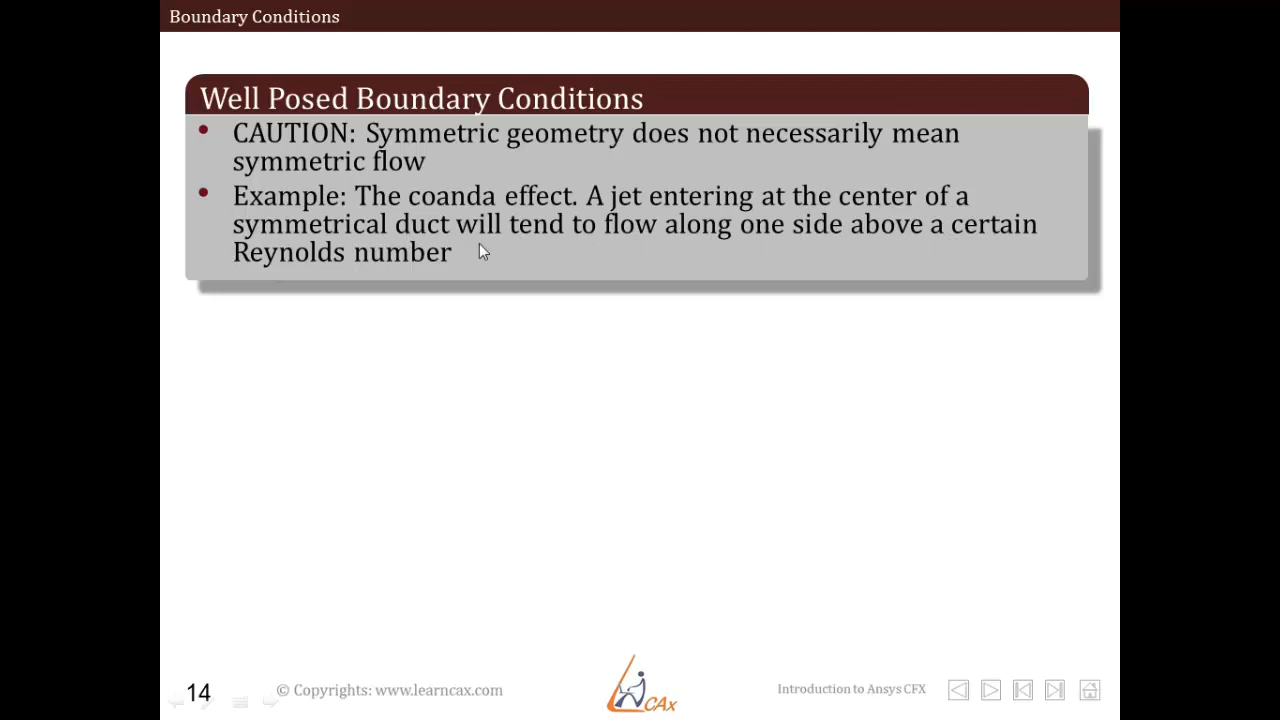 Boundary Conditions
Well Posed Boundary Conditions
• CAUTION: Symmetric geometry does not necessarily mean
symmetric flow
• Example: The coanda effect. A jet entering at the center of a
symmetrical duct will tend to flow along one side above a certain
Reynolds number
14
© Copyrights: www.learncax.com
CAx
Introduction to Ansys CFX